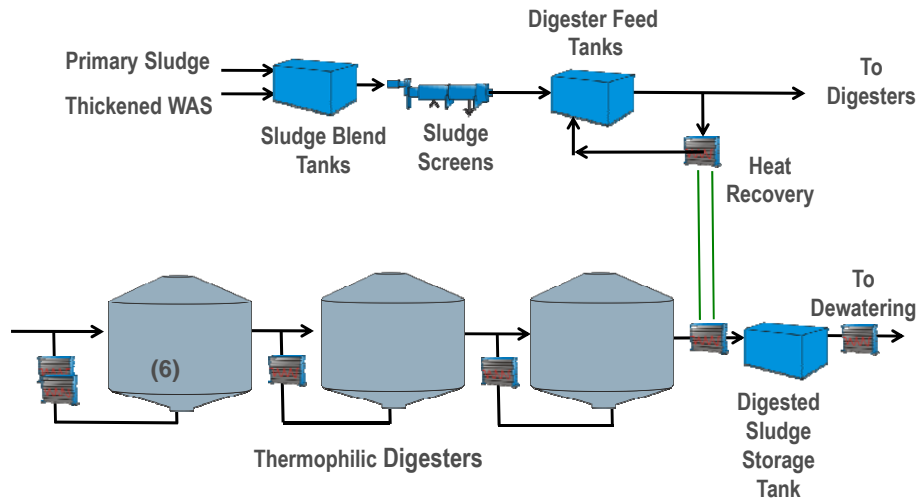 Digester Feed
Tanks
Primary Sludge
Thickened WAS
To
Digesters
Sludge Blend
Tanks
Sludge
Screens
Heat
Recovery
To
Dewatering
(6)
Thermophilic Digesters
Digested
Sludge
Storage
Tank